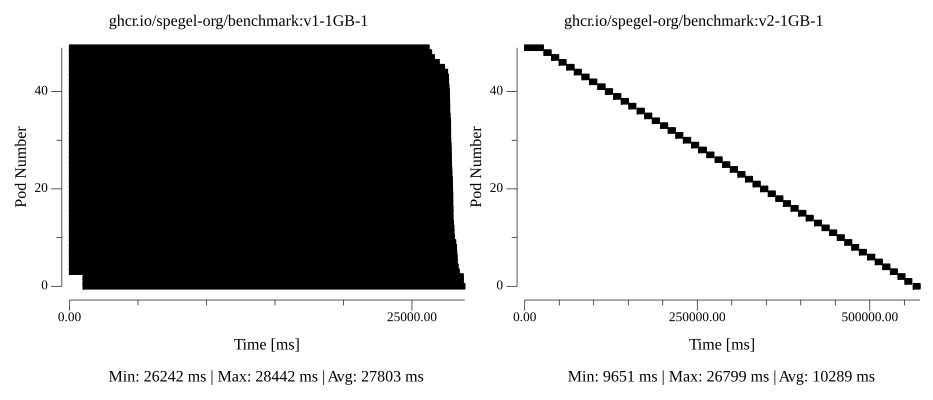 ghcr.io/spegel-org/benchmark:v1-1GB-1
40
20
0
Pod Number
0.00
25000.00
Time [ms]
Min: 26242 ms | Max: 28442 ms | Avg: 27803 ms
ghcr.io/spegel-org/benchmark:v2-1GB-1
40
20
0
Pod Number
0.00
250000.00
500000.00
Time [ms]
Min: 9651 ms | Max: 26799 ms | Avg: 10289 ms